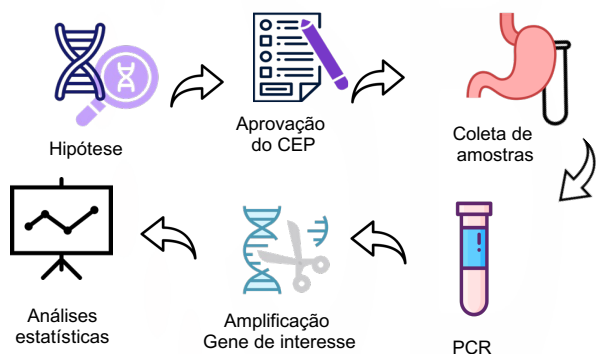 Hipótese
Aprovação
do CEP
Coleta de
amostras
PCR
Amplificação
Gene de interesse
Análises
estatísticas